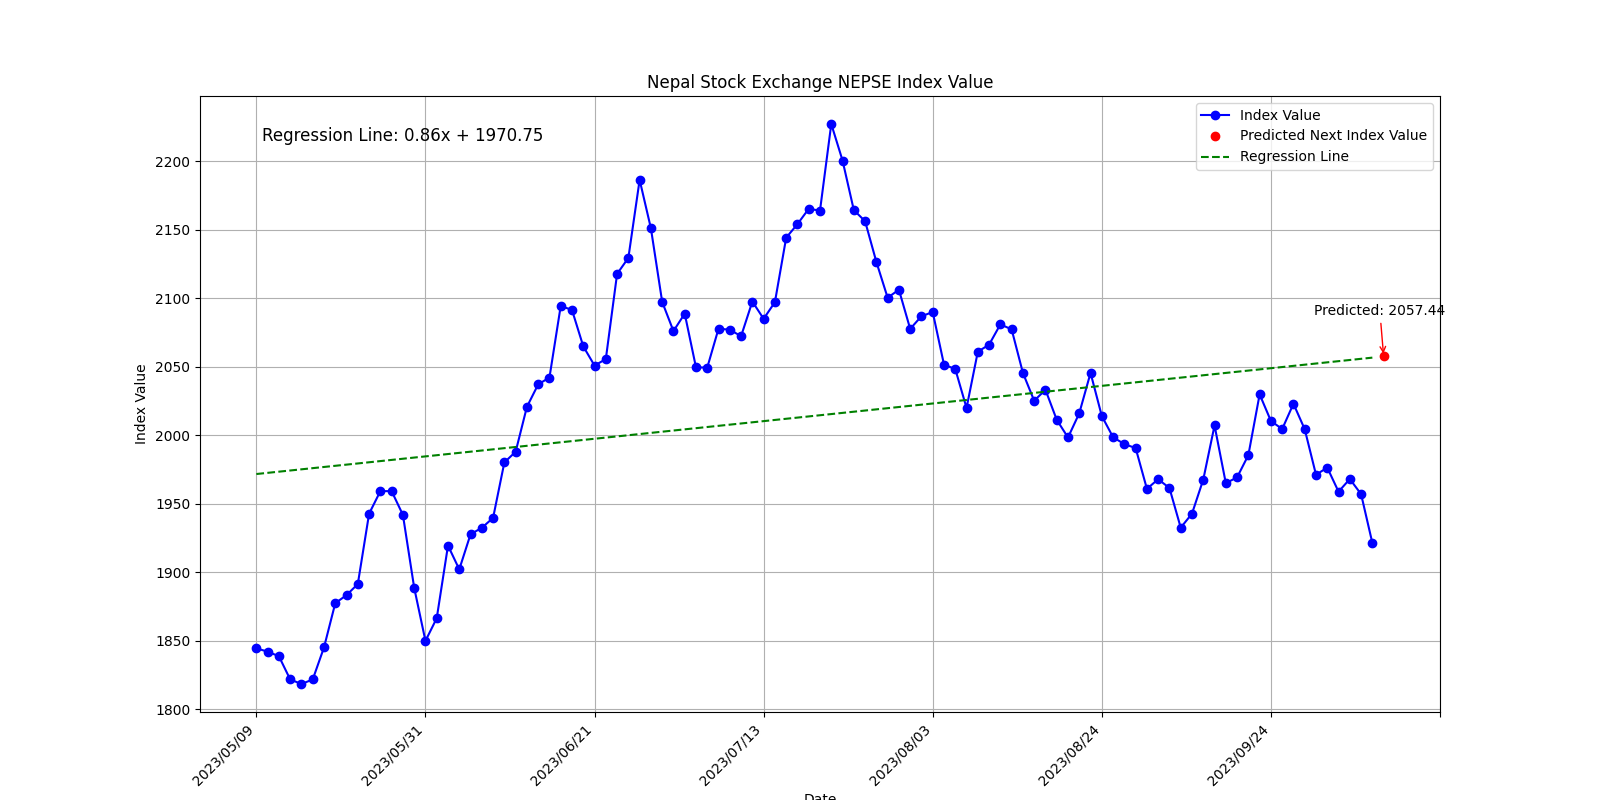 Nepal Stock Exchange NEPSE Index Value
Regression Line: 0.86x + 1970.75
Index Value
Predicted Next Index Value
Regression Line
Predicted: 2057.44
Index Value
2200
2150
2100
2050
2000
1950
1900
1850
1800
2023/05/09
2023/05/31
2023/06/21
2023/07/13
2023/08/03
2023/08/24
2023/09/24
Date